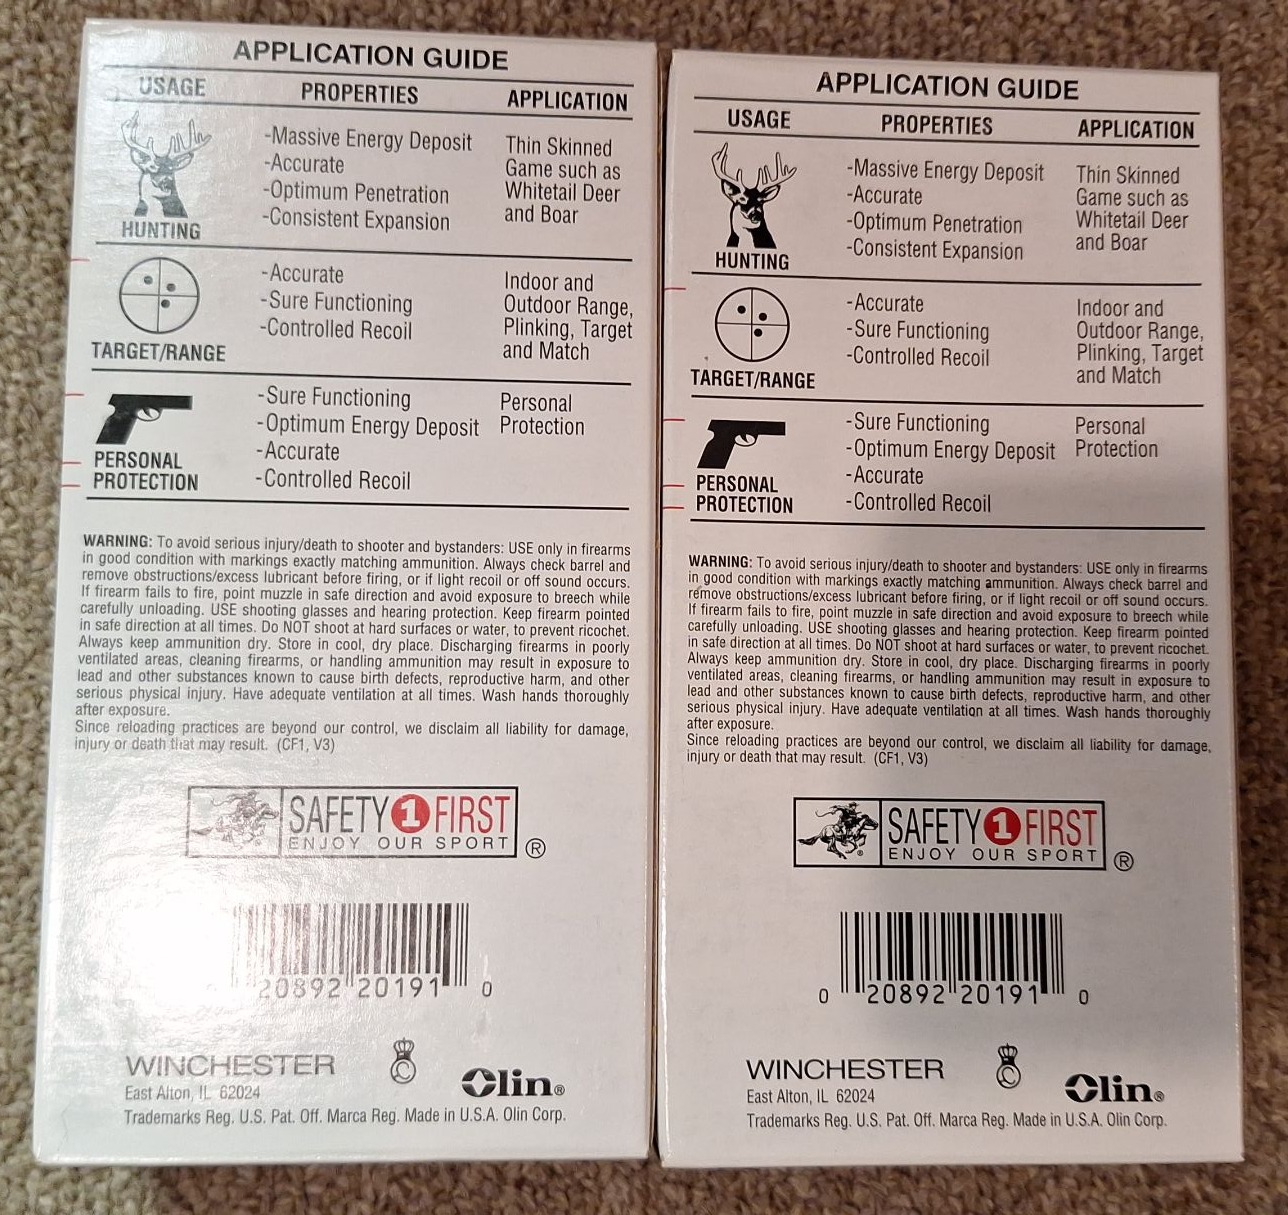 APPLICATION GUIDE
USAGE PROPERTIES APPLICATION
HUNTING
-Massive Energy Deposit
-Accurate
-Optimum Penetration
-Consistent Expansion
Thin Skinned
Game such as
Whitetail Deer
and Boar
TARGET/RANGE
-Accurate
-Sure Functioning
-Controlled Recoil
Indoor and
Outdoor Range,
Plinking, Target
and Match
PERSONAL
PROTECTION
-Sure Functioning
-Optimum Energy Deposit
-Accurate
-Controlled Recoil
Personal
Protection
WARNING: To avoid serious injury/death to shooter and bystanders: USE only in firearms
in good condition with markings exactly matching ammunition. Always check barrel and
remove obstructions/excess lubricant before firing, or if light recoil or off sound occurs.
If firearm fails to fire, point muzzle in safe direction and avoid exposure to breech while
carefully unloading. USE shooting glasses and hearing protection. Keep firearm pointed
in safe direction at all times. Do NOT shoot at hard surfaces or water, to prevent ricochet.
Always keep ammunition dry. Store in cool, dry place. Discharging firearms in poorly
ventilated areas, cleaning firearms, or handling ammunition may result in exposure to
lead and other substances known to cause birth defects, reproductive harm, and other
serious physical injury. Have adequate ventilation at all times. Wash hands thoroughly
after exposure.
Since reloading practices are beyond our control, we disclaim all liability for damage,
injury or death that may result. (CF1, V3)
SAFETY 1 FIRST
ENJOY OUR SPORT ®
20892 20191 0
WINCHESTER
East Alton, IL 62024
C
Olin®
Trademarks Reg. U.S. Pat. Off. Marca Reg. Made in U.S.A. Olin Corp.
APPLICATION GUIDE
USAGE PROPERTIES APPLICATION
HUNTING
-Massive Energy Deposit
-Accurate
-Optimum Penetration
-Consistent Expansion
Thin Skinned
Game such as
Whitetail Deer
and Boar
TARGET/RANGE
-Accurate
-Sure Functioning
-Controlled Recoil
Indoor and
Outdoor Range,
Plinking, Target
and Match
PERSONAL
PROTECTION
-Sure Functioning
-Optimum Energy Deposit
-Accurate
-Controlled Recoil
Personal
Protection
WARNING: To avoid serious injury/death to shooter and bystanders: USE only in firearms
in good condition with markings exactly matching ammunition. Always check barrel and
remove obstructions/excess lubricant before firing, or if light recoil or off sound occurs.
If firearm fails to fire, point muzzle in safe direction and avoid exposure to breech while
carefully unloading. USE shooting glasses and hearing protection. Keep firearm pointed
in safe direction at all times. Do NOT shoot at hard surfaces or water, to prevent ricochet.
Always keep ammunition dry. Store in cool, dry place. Discharging firearms in poorly
ventilated areas, cleaning firearms, or handling ammunition may result in exposure to
lead and other substances known to cause birth defects, reproductive harm, and other
serious physical injury. Have adequate ventilation at all times. Wash hands thoroughly
after exposure.
Since reloading practices are beyond our control, we disclaim all liability for damage,
injury or death that may result. (CF1, V3)
SAFETY 1 FIRST
ENJOY OUR SPORT ®
0 20892 20191 0
WINCHESTER
East Alton, IL 62024
C
Olin®
Trademarks Reg. U.S. Pat. Off. Marca Reg. Made in U.S.A. Olin Corp.